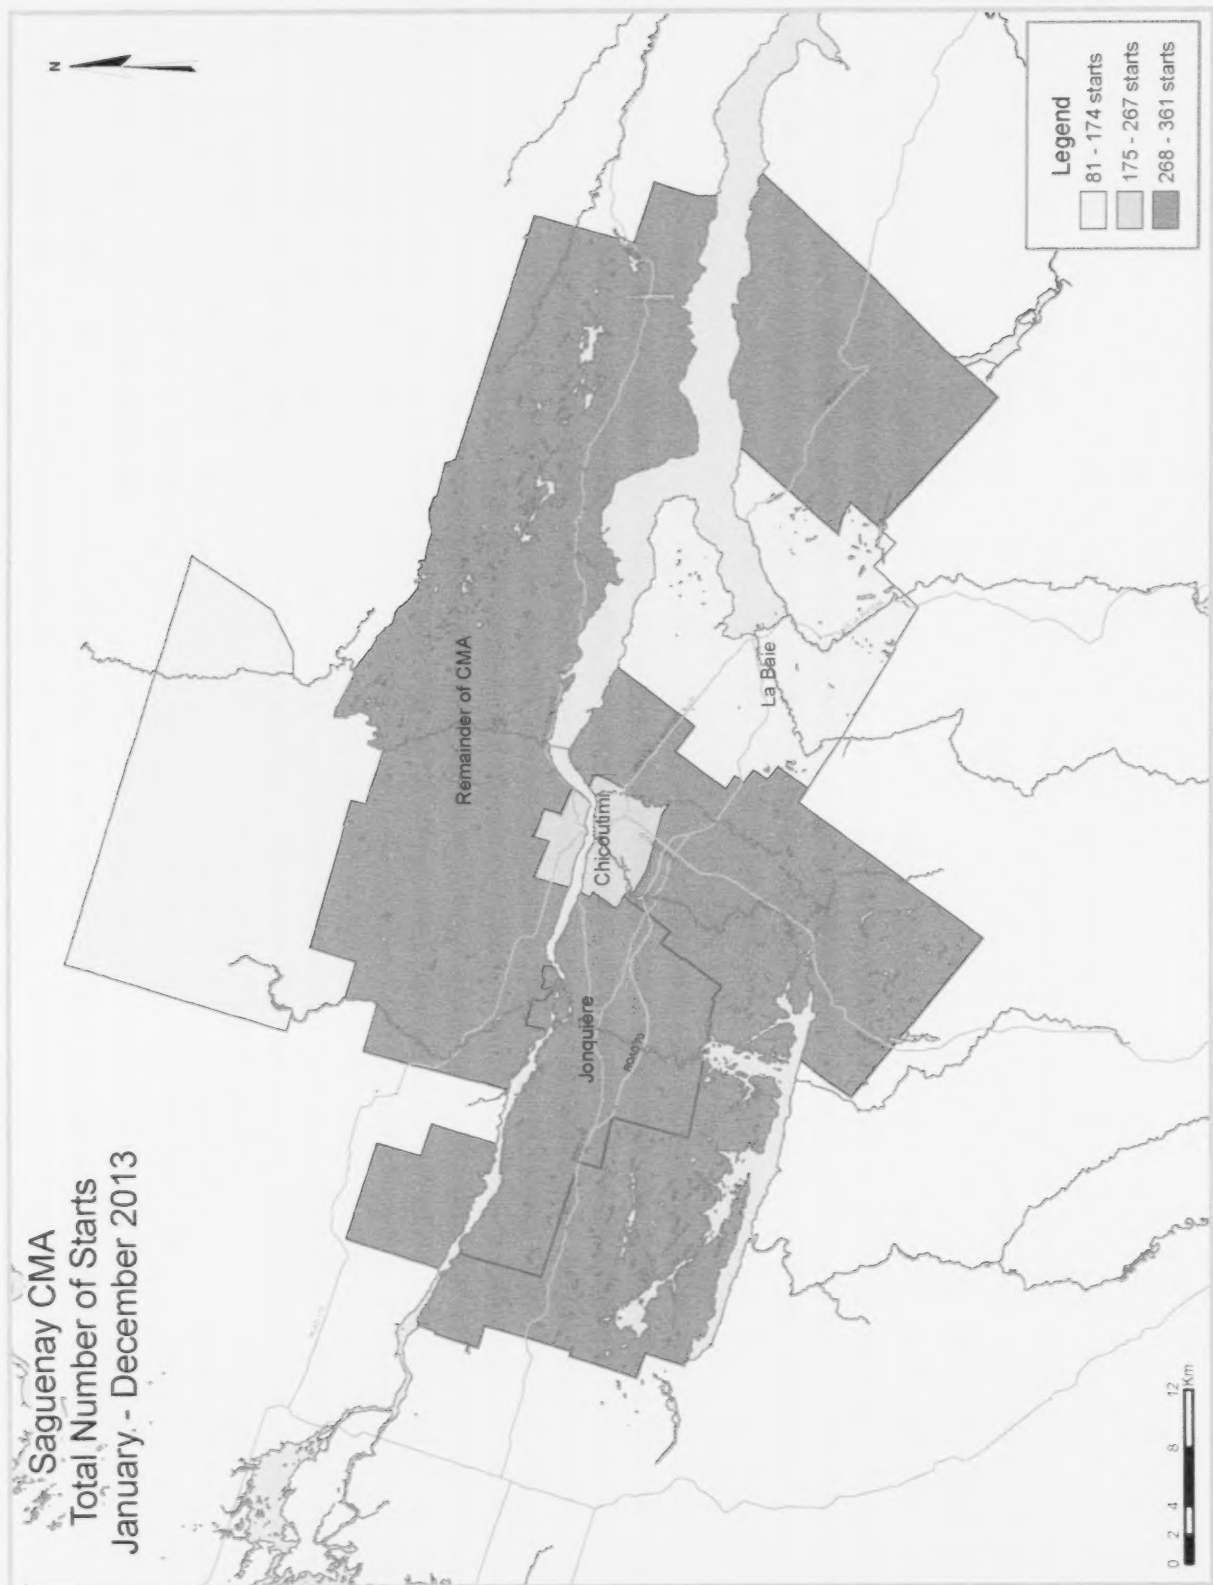 Saguenay CMA
Total Number of Starts
January - December 2013
N
Remainder of CMA
Chicoutimi
Jonquière
La Baie
Legend
81 - 174 starts
175 - 267 starts
268 - 361 starts
0 2 4 8 12
Km